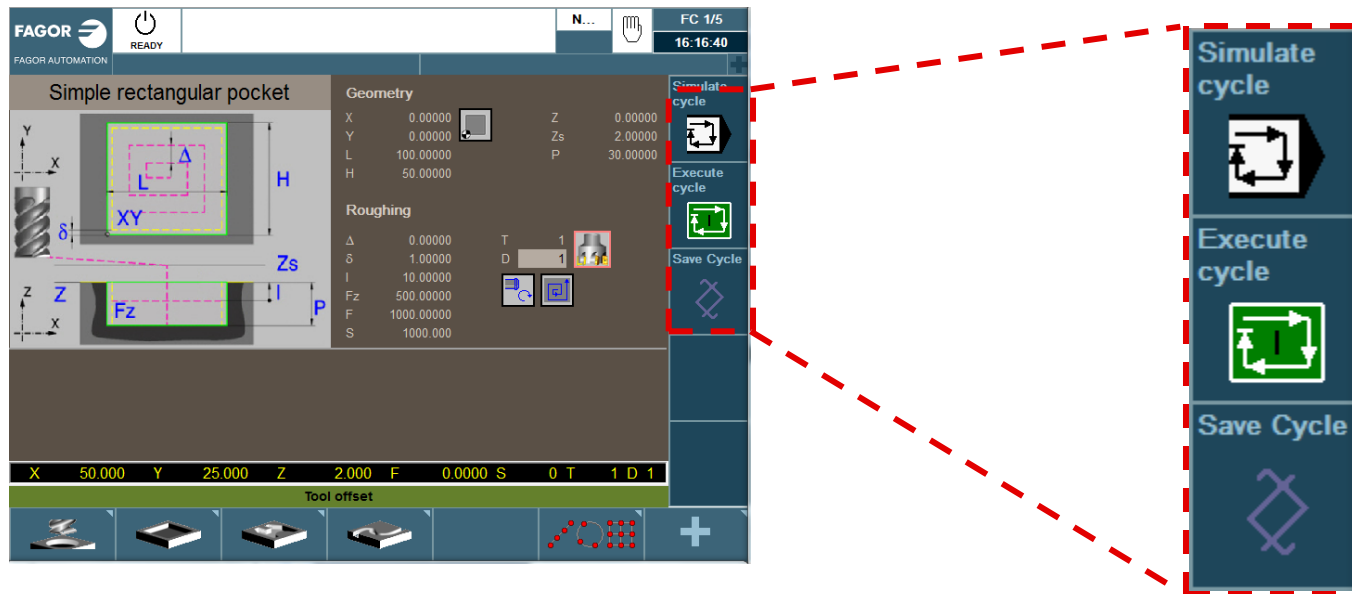 FAGOR
READY
N...
FC 1/5
16:16:40
FAGOR AUTOMATION
Simple rectangular pocket
Y
X
Δ
L
H
XY
δ
Zs
Z
Z
I
Fz
P
X
Geometry
X 0.00000 Z 0.00000
Y 0.00000 Zs 2.00000
L 100.00000 P 30.00000
H 50.00000
Roughing
Δ 0.00000 T 1
δ 1.00000 D 1
I 10.00000
Fz 500.00000
F 1000.00000
S 1000.000
Simulate
cycle
Execute
cycle
Save Cycle
X 50.000 Y 25.000 Z 2.000 F 0.0000 S 0 T 1 D 1
Tool offset
Simulate
cycle
Execute
cycle
Save Cycle